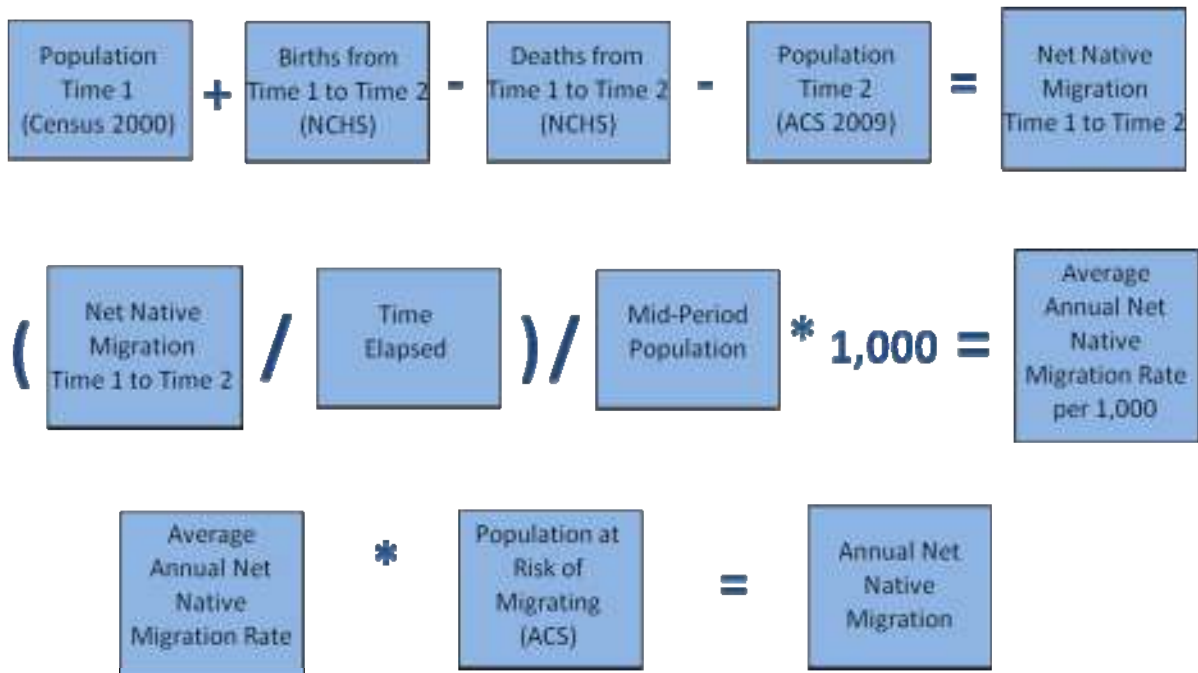 Population
Time 1
(Census 2000)
+
Births from
Time 1 to Time 2
(NCHS)
-
Deaths from
Time 1 to Time 2
(NCHS)
-
Population
Time 2
(ACS 2009)
=
Net Native
Migration
Time 1 to Time 2
(
Net Native
Migration
Time 1 to Time 2
/
Time
Elapsed
)/
Mid-Period
Population
* 1,000 =
Average
Annual Net
Native
Migration Rate
per 1,000
Average
Annual Net
Native
Migration Rate
*
Population at
Risk of
Migrating
(ACS)
=
Annual Net
Native
Migration